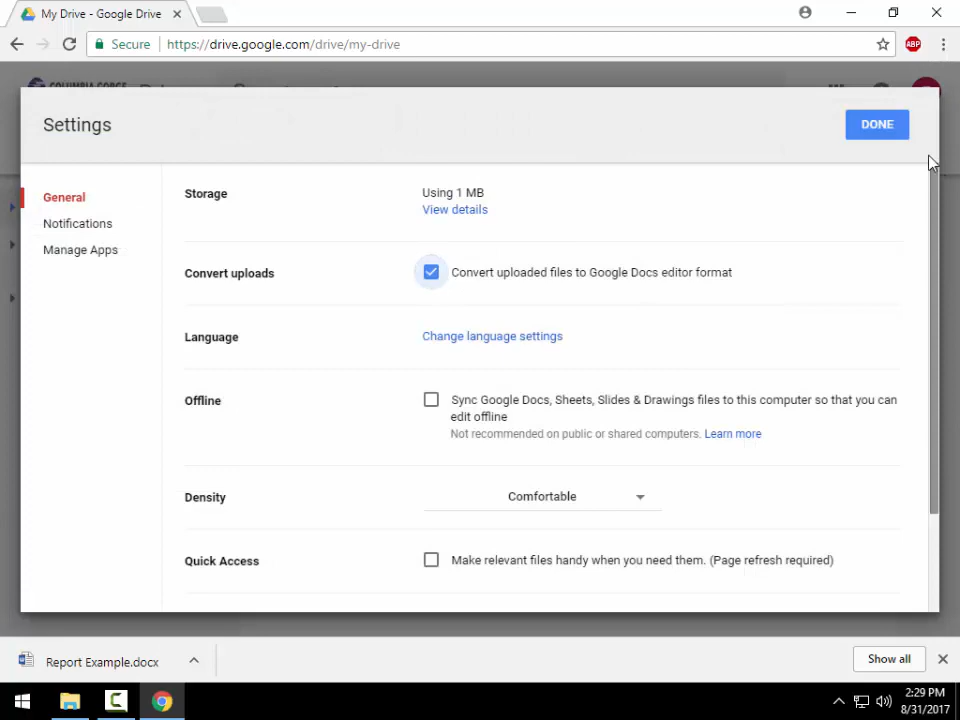 My Drive - Google Drive
Secure
https://drive.google.com/drive/my-drive
ABP
COLUMBIA GORGE
Settings
DONE
General
Notifications
Manage Apps
Storage
Using 1 MB
View details
Convert uploads
Convert uploaded files to Google Docs editor format
Language
Change language settings
Offline
Sync Google Docs, Sheets, Slides & Drawings files to this computer so that you can
edit offline
Not recommended on public or shared computers. Learn more
Density
Comfortable
Quick Access
Make relevant files handy when you need them. (Page refresh required)
Report Example.docx
Show all
2:29 PM
8/31/2017